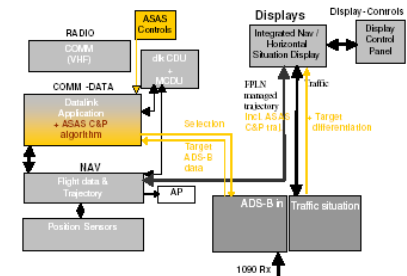 RADIO
COMM
(VHF)
ASAS
Controls
dlk CDU
+
MCDU
COMM -DATA
Datalink
Application
+ ASAS C&P
algorithm
NAV
Flight data &
Trajectory
AP
Position Sensors
Selection
Target
ADS-B
data
Displays
Integrated Nav /
Horizontal
Situation Display
Display-Controls
Display
Control
Panel
FPLN
managed
trajectory
incl. ASAS
C&P traj
Traffic
+ Target
differentiation
ADS-B in
Traffic situation
1090 Rx